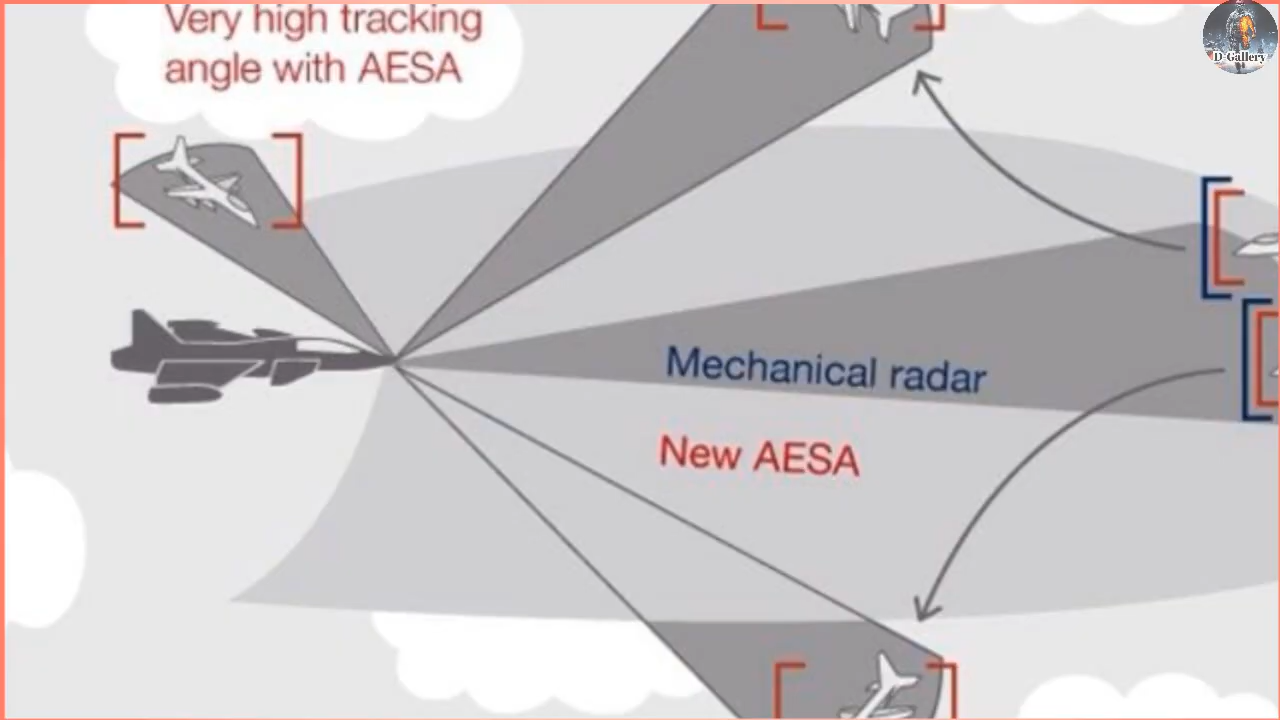 Very high tracking
angle with AESA
D-Gallery
Mechanical radar
New AESA